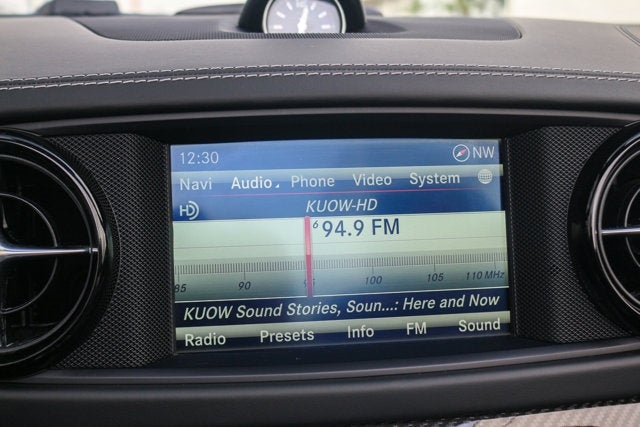 12:30 NW
Navi Audio Phone Video System
HD KUOW-HD
6 94.9 FM
85 90 100 105 110 MHz
KUOW Sound Stories, Soun...: Here and Now
Radio Presets Info FM Sound